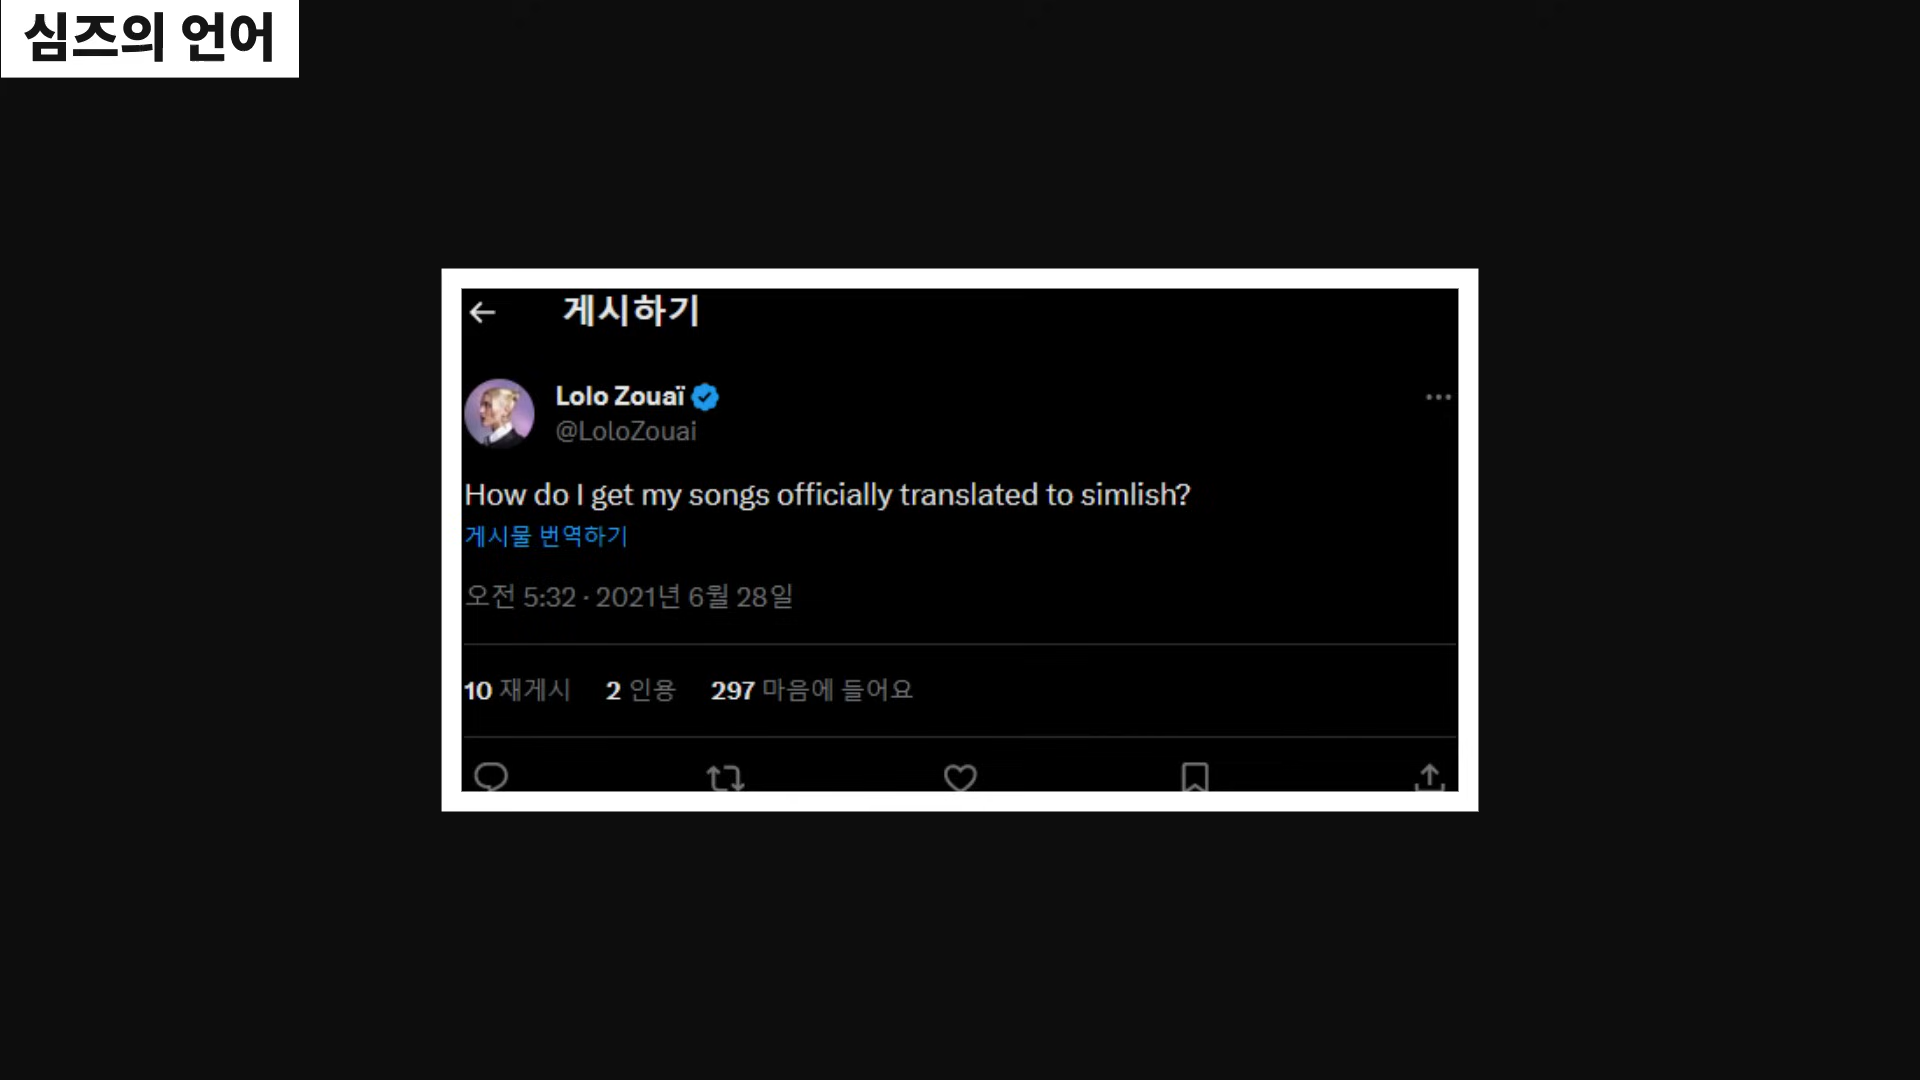 심즈의 언어
게시하기
Lolo Zouaï
@LoloZouai
How do I get my songs officially translated to simlish?
게시물 번역하기
오전 5:32 · 2021년 6월 28일
10 재게시 2 인용 297 마음에 들어요